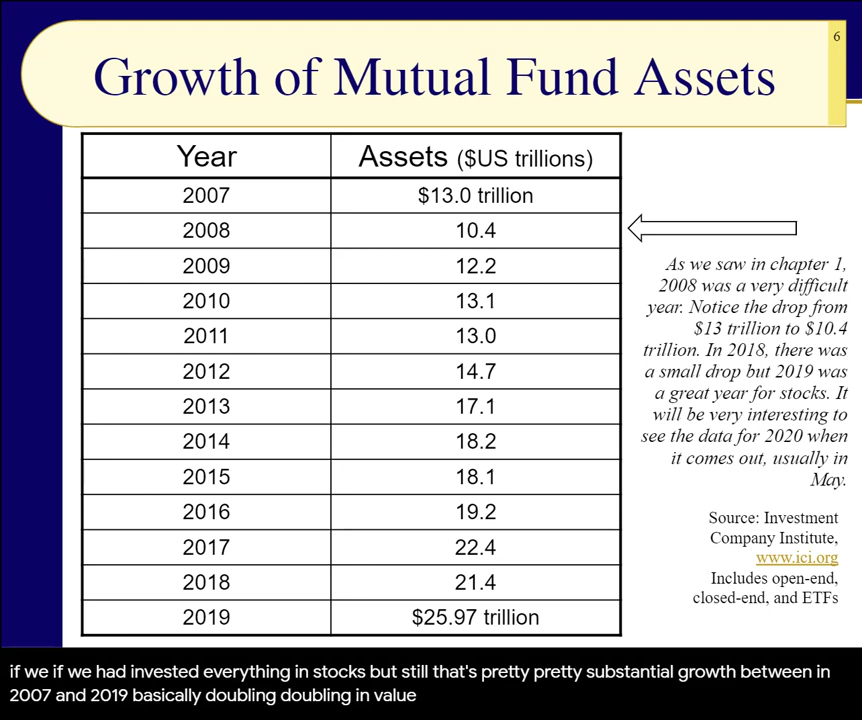 6
Growth of Mutual Fund Assets
Year Assets ($US trillions)
2007 $13.0 trillion
2008 10.4
2009 12.2
2010 13.1
2011 13.0
2012 14.7
2013 17.1
2014 18.2
2015 18.1
2016 19.2
2017 22.4
2018 21.4
2019 $25.97 trillion
As we saw in chapter 1,
2008 was a very difficult
year. Notice the drop from
$13 trillion to $10.4
trillion. In 2018, there was
a small drop but 2019 was
a great year for stocks. It
will be very interesting to
see the data for 2020 when
it comes out, usually in
May.
Source: Investment
Company Institute,
www.ici.org
Includes open-end,
closed-end, and ETFs
if we if we had invested everything in stocks but still that's pretty pretty substantial growth between in
2007 and 2019 basically doubling doubling in value